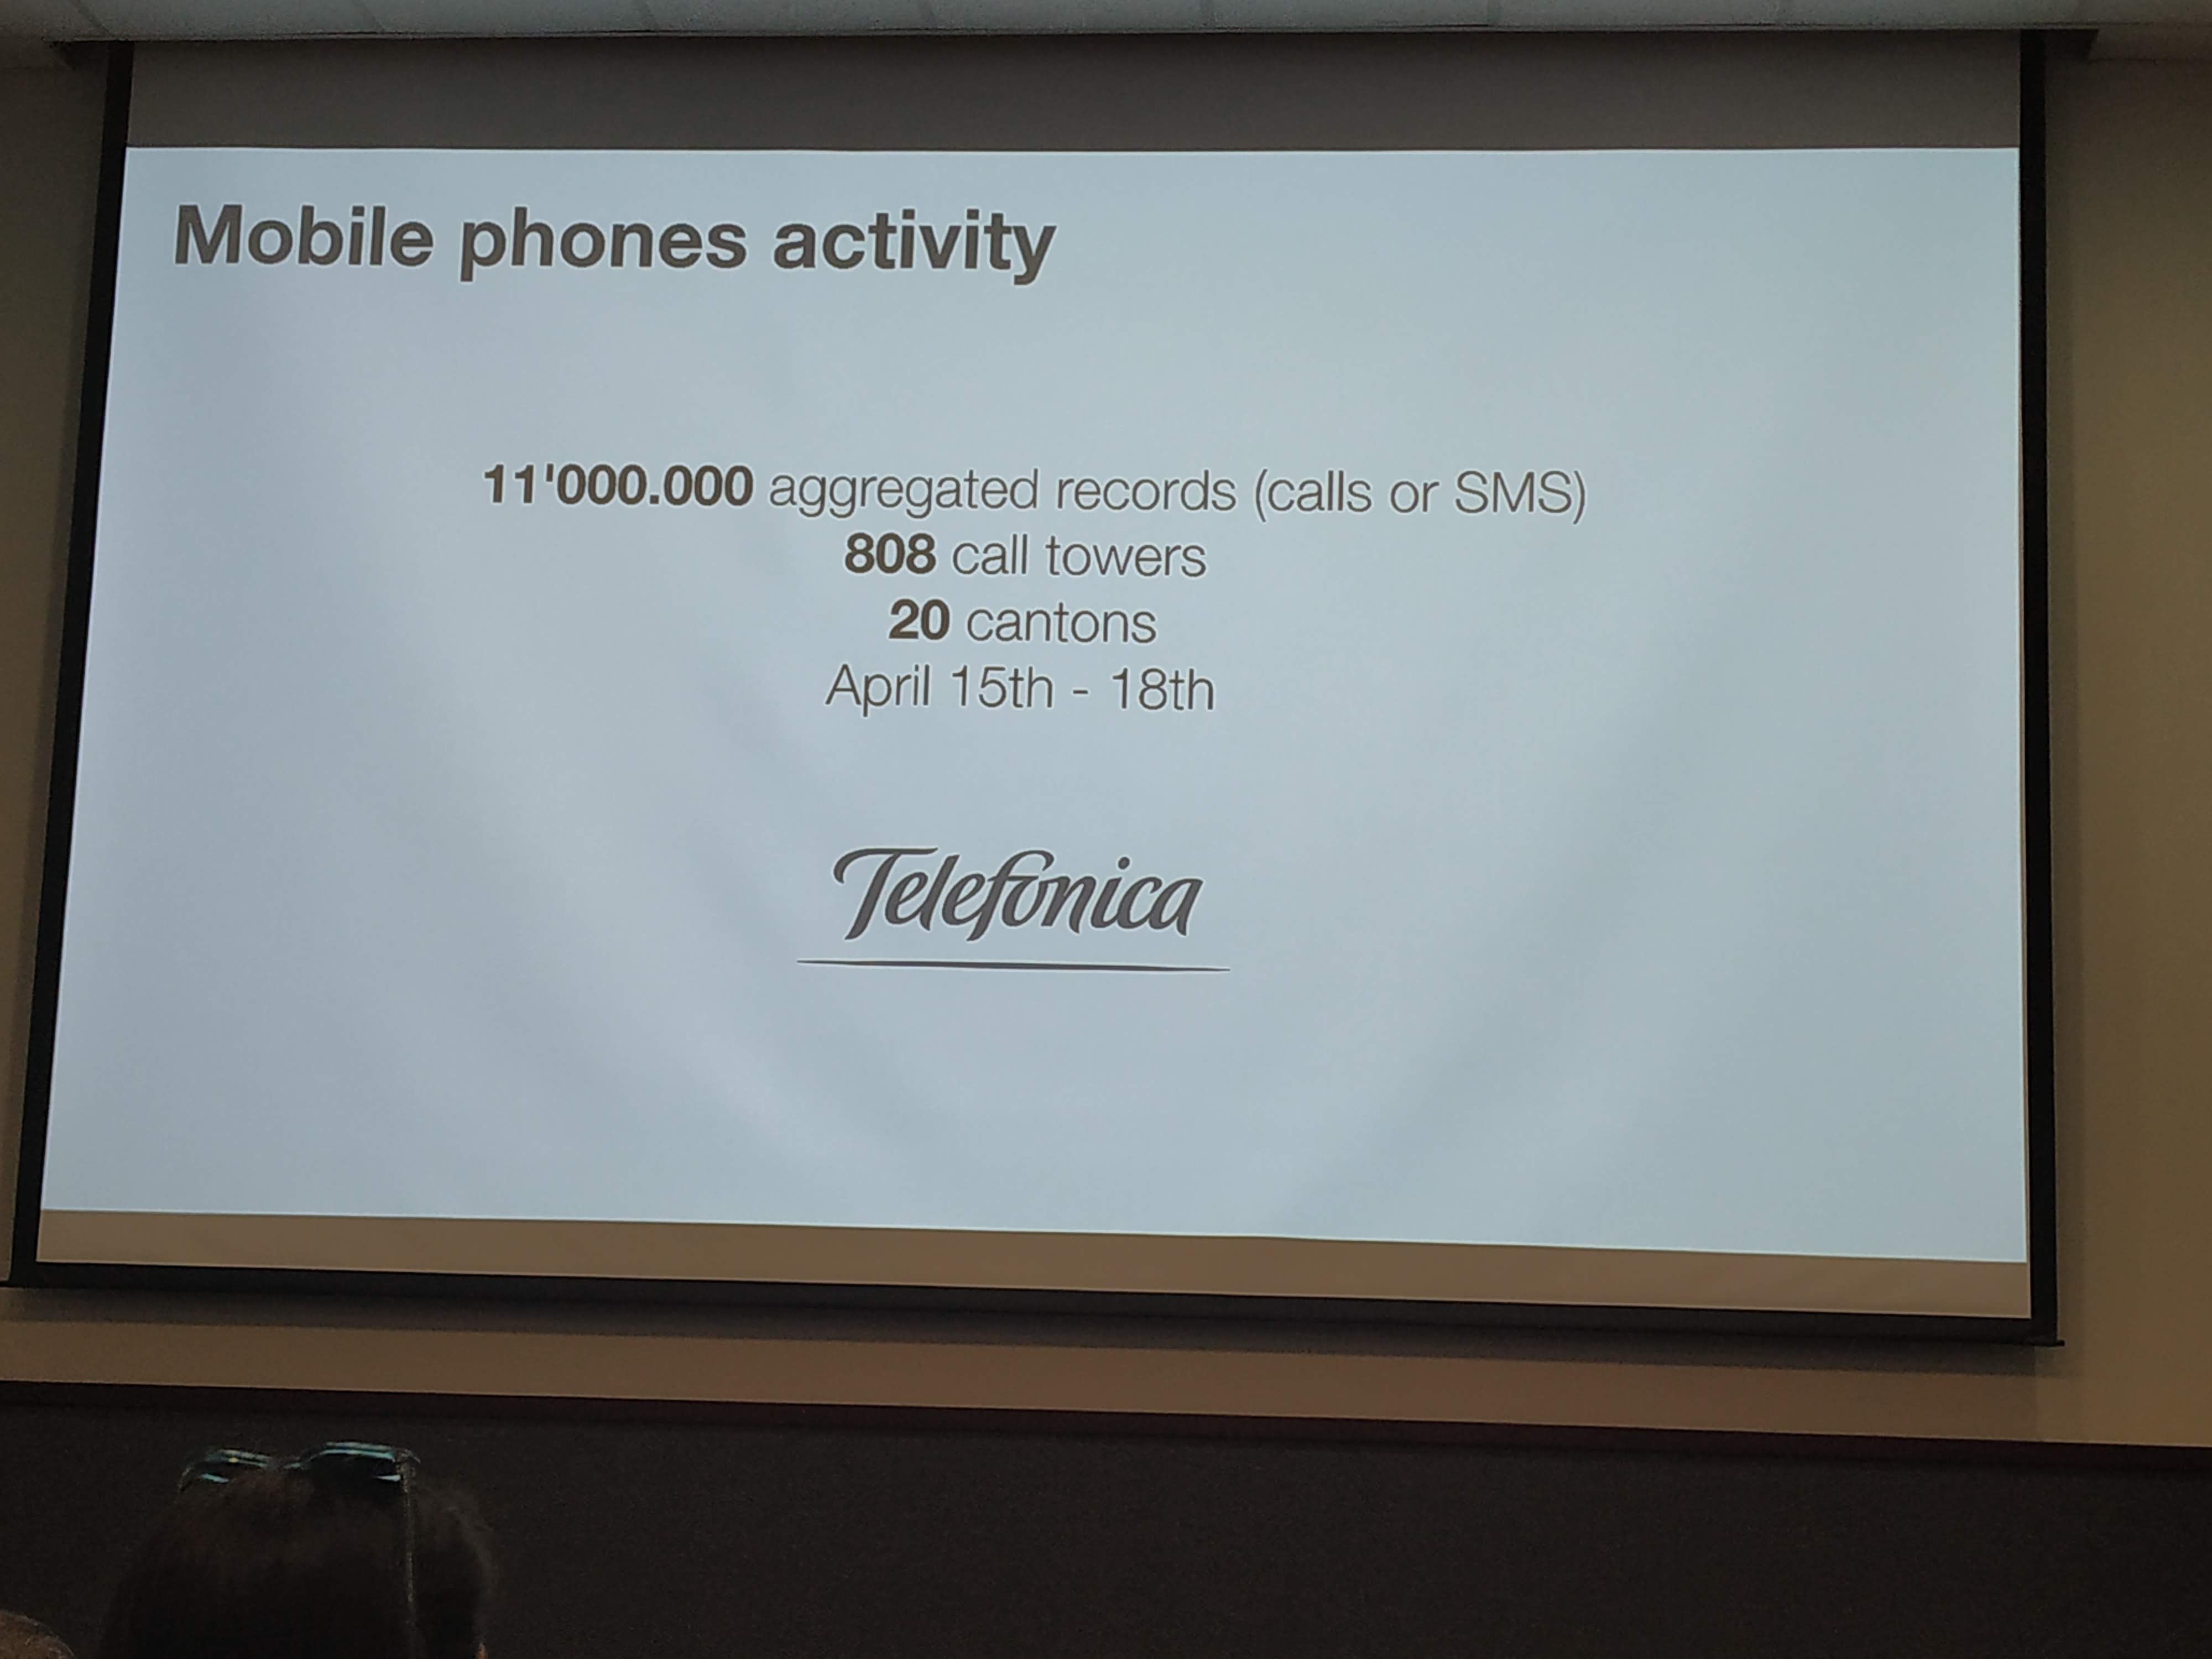 Mobile phones activity
11'000.000 aggregated records (calls or SMS)
808 call towers
20 cantons
April 15th - 18th
Telefónica